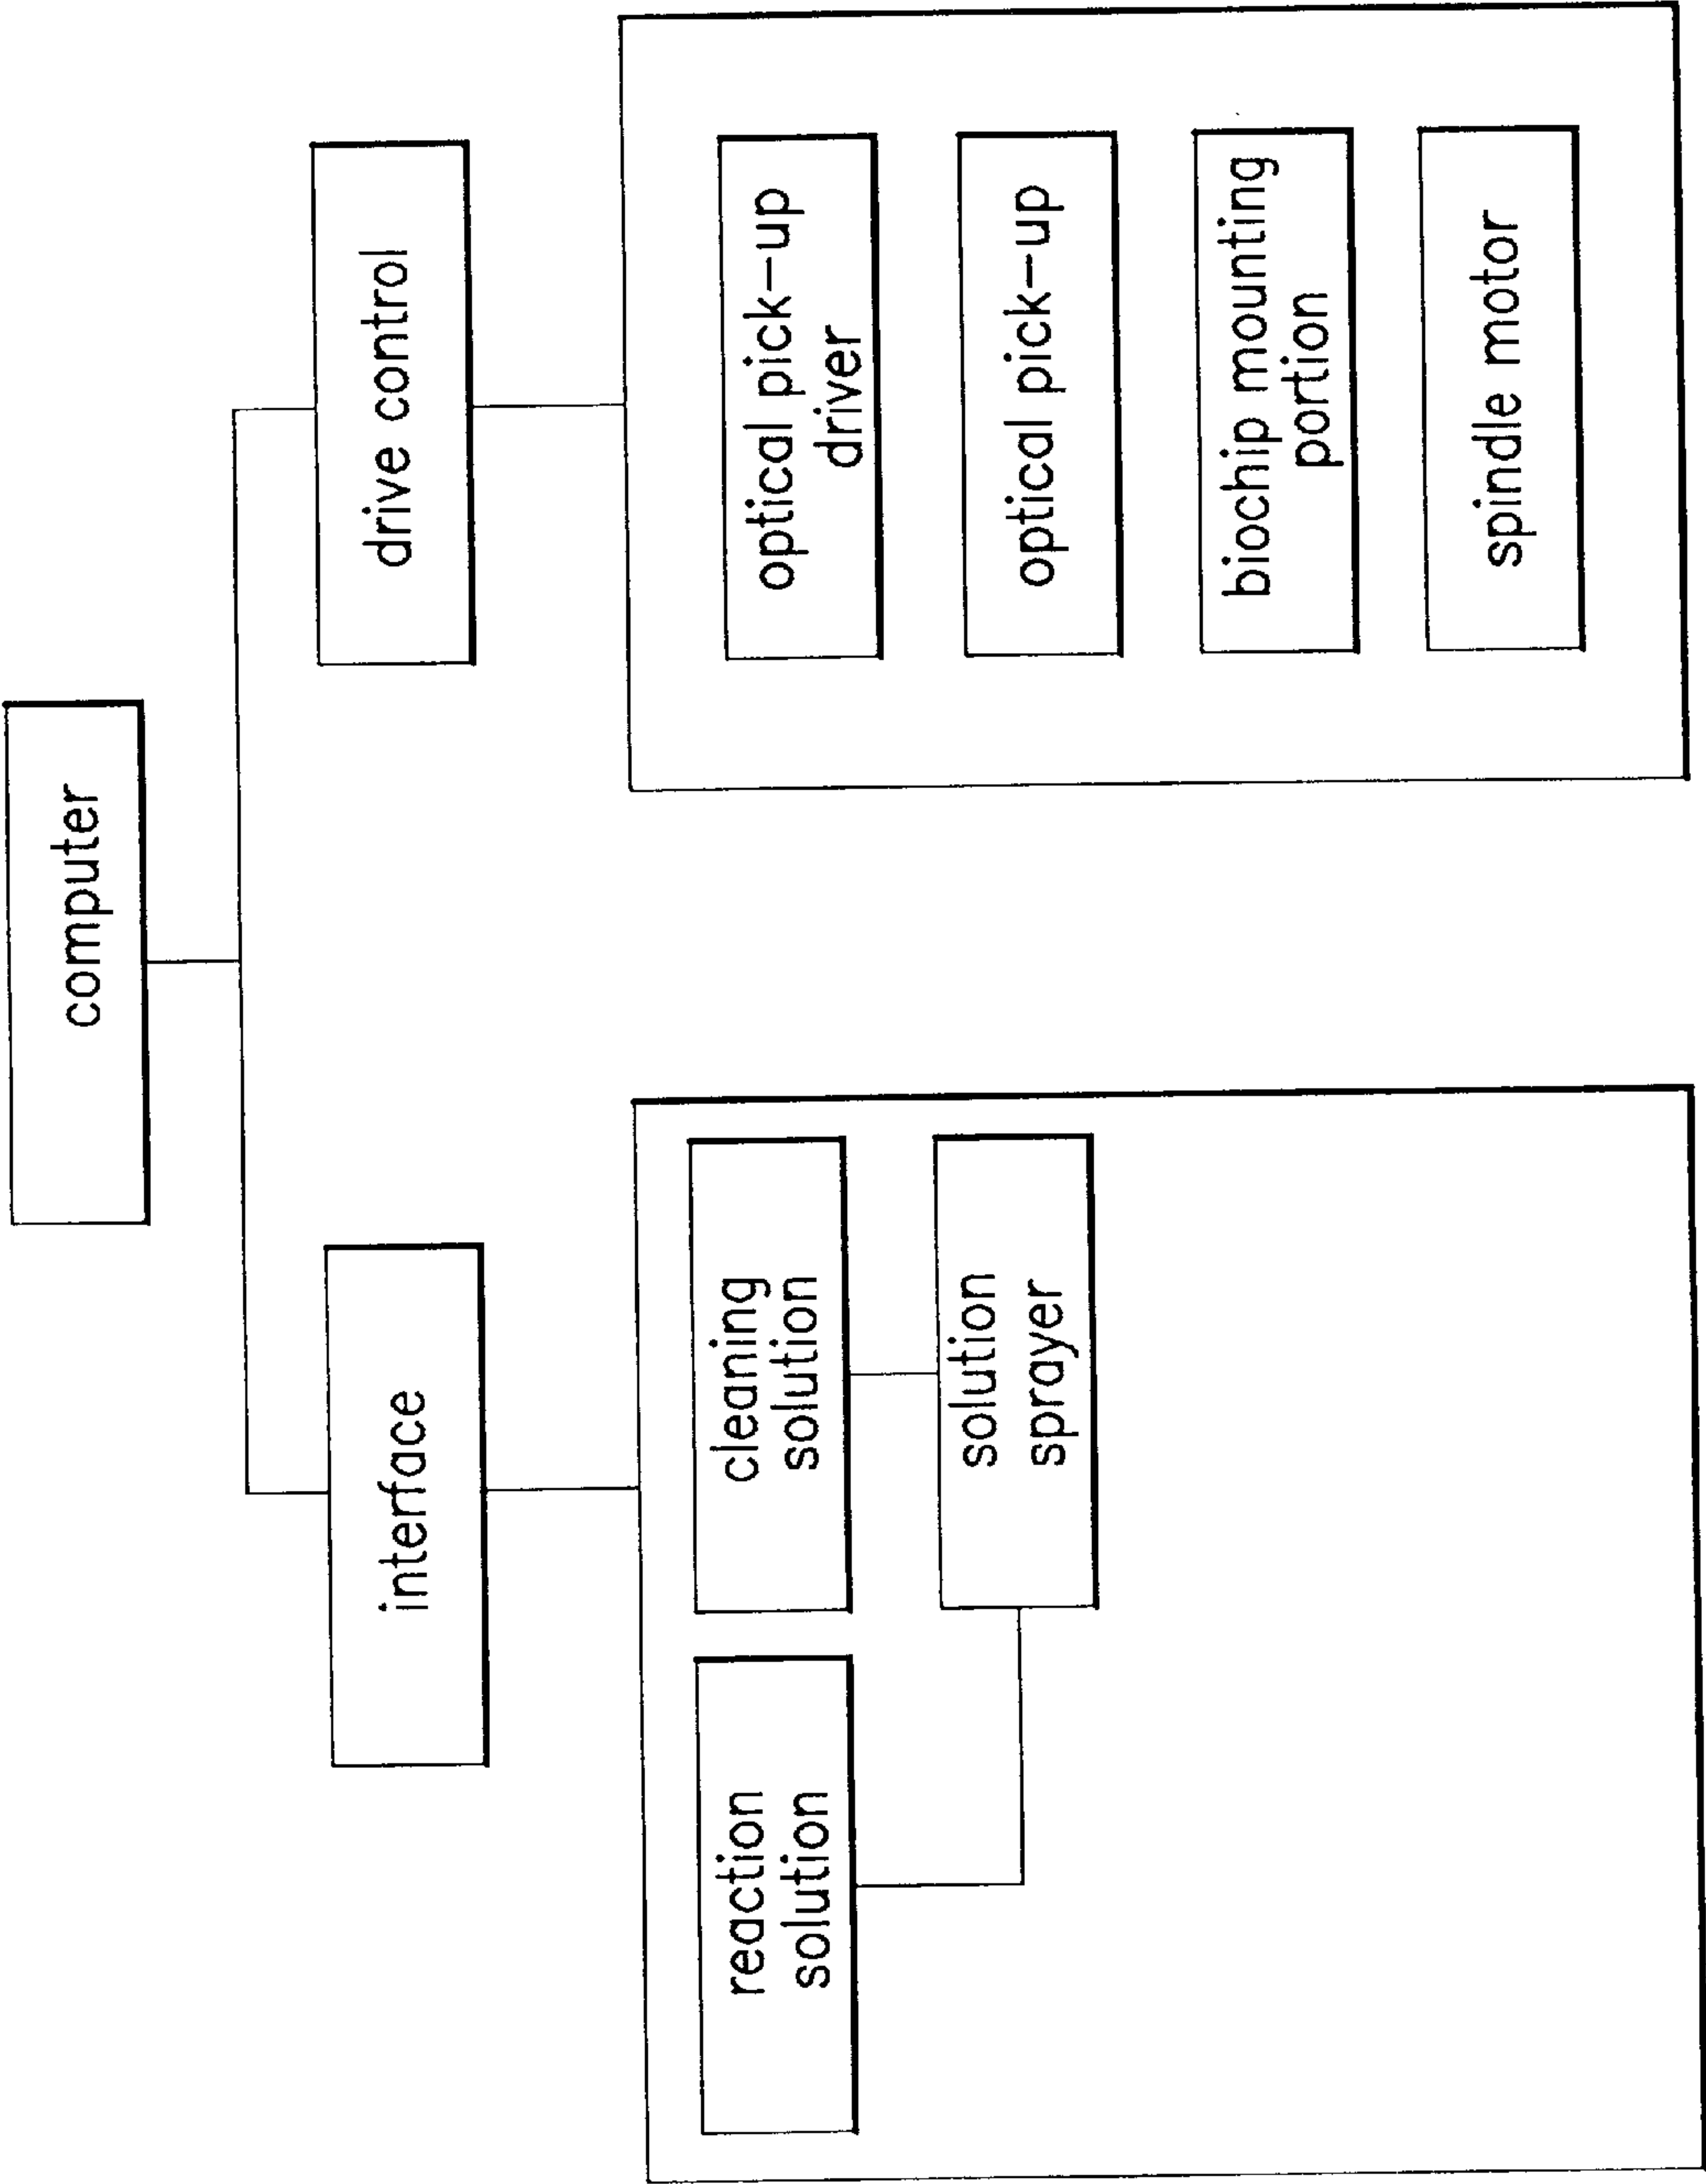 computer
interface
drive control
reaction
solution
cleaning
solution
solution
sprayer
optical pick-up
driver
optical pick-up
biochip mounting
portion
spindle motor